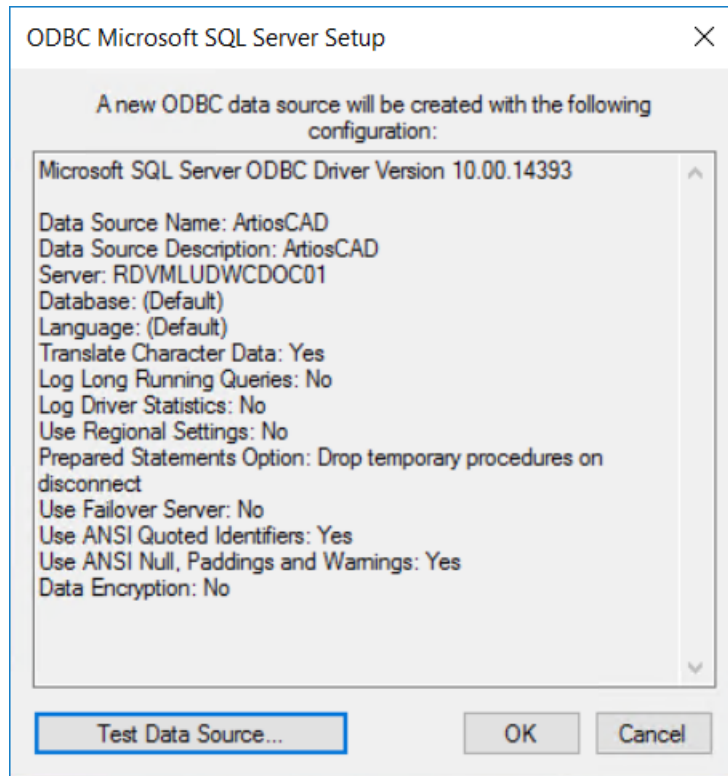 ODBC Microsoft SQL Server Setup
A new ODBC data source will be created with the following
configuration:
Microsoft SQL Server ODBC Driver Version 10.00.14393
Data Source Name: ArtiosCAD
Data Source Description: ArtiosCAD
Server: RDVMLUDWCDOC01
Database: (Default)
Language: (Default)
Translate Character Data: Yes
Log Long Running Queries: No
Log Driver Statistics: No
Use Regional Settings: No
Prepared Statements Option: Drop temporary procedures on
disconnect
Use Failover Server: No
Use ANSI Quoted Identifiers: Yes
Use ANSI Null, Paddings and Warnings: Yes
Data Encryption: No
Test Data Source... OK Cancel